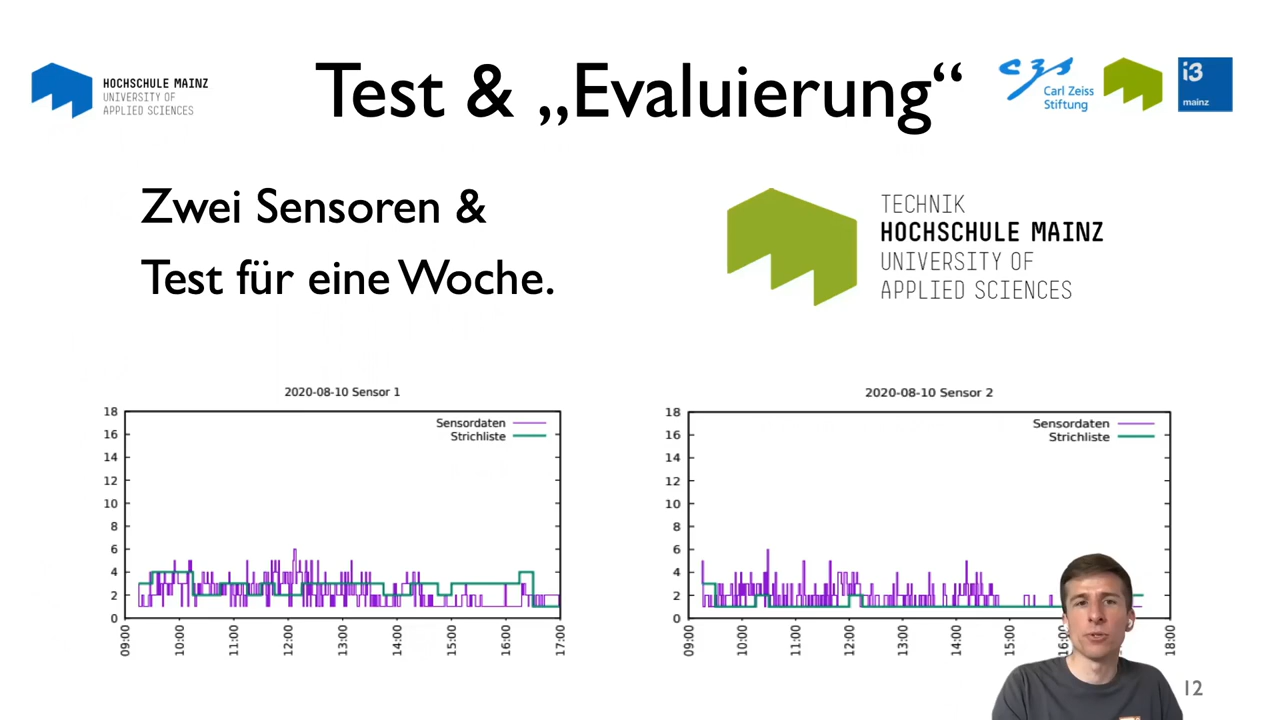 HOCHSCHULE MAINZ
UNIVERSITY OF
APPLIED SCIENCES
Test & „Evaluierung“
Carl Zeiss
Stiftung
i3
mainz
Zwei Sensoren &
Test für eine Woche.
TECHNIK
HOCHSCHULE MAINZ
UNIVERSITY OF
APPLIED SCIENCES
2020-08-10 Sensor 1
Sensordaten
Strichliste
18
16
14
12
10
8
6
4
2
0
09:00 10:00 11:00 12:00 13:00 14:00 15:00 16:00 17:00
2020-08-10 Sensor 2
Sensordaten
Strichliste
18
16
14
12
10
8
6
4
2
0
09:00 10:00 11:00 12:00 13:00 14:00 15:00 16:00 18:00
12